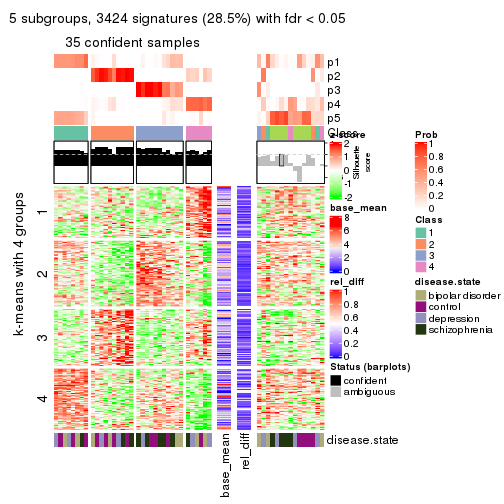 5 subgroups, 3424 signatures (28.5%) with fdr < 0.05
35 confident samples
p1
p2
p3
p4
p5
Class
Silhouette
score
1
2
3
4
k-means with 4 groups
base_mean
rel_diff
disease.state
z-score
2
1
0
-1
-2
base_mean
8
6
4
2
0
rel_diff
1
0.8
0.6
0.4
0.2
0
Status (barplots)
confident
ambiguous
Prob
1
0.8
0.6
0.4
0.2
0
Class
1
2
3
4
disease.state
bipolar disorder
control
depression
schizophrenia